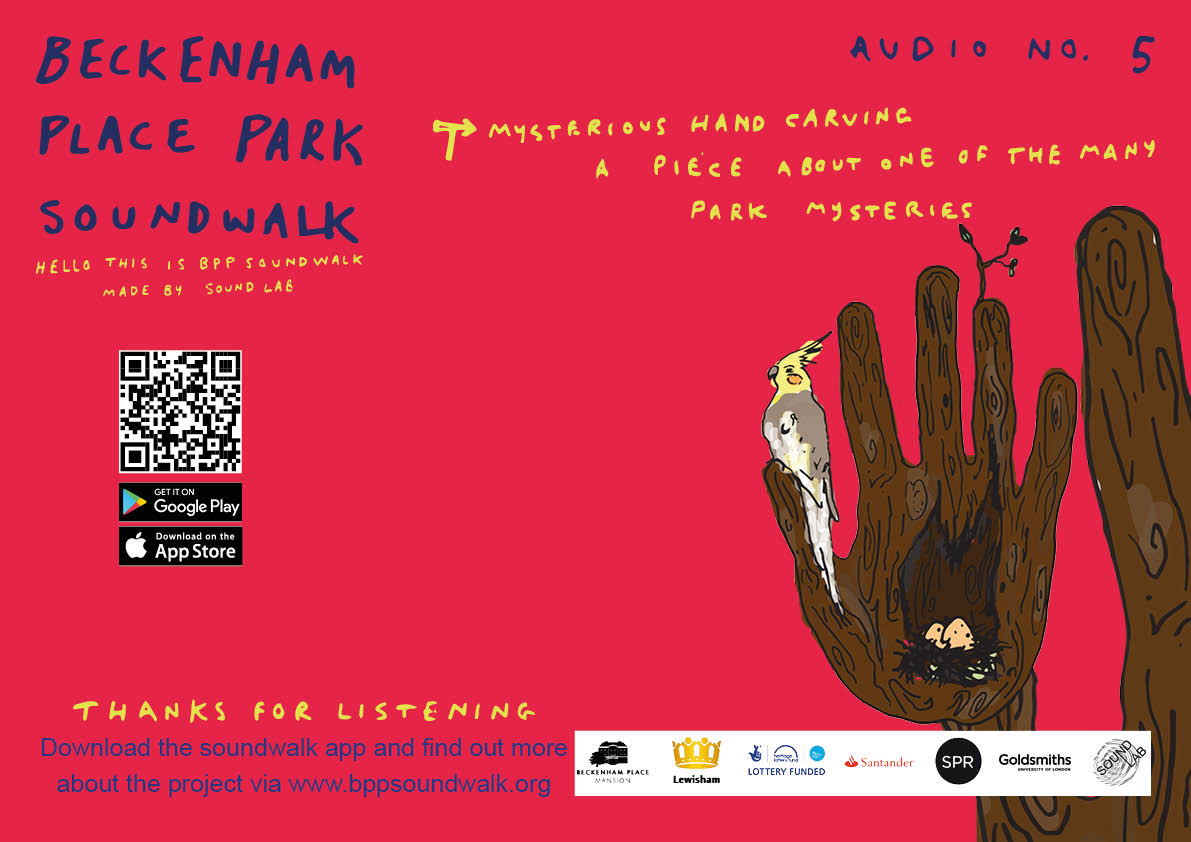 BECKENHAM
PLACE PARK
SOUNDWALK
HELLO THIS IS BPP SOUNDWALK
MADE BY SOUND LAB
AUDIO NO. 5
MYSTERIOUS HAND CARVING
A PIECE ABOUT ONE OF THE MANY
PARK MYSTERIES
GET IT ON
Google Play
Download on the
App Store
THANKS FOR LISTENING
Download the soundwalk app and find out more
about the project via www.bppsoundwalk.org
BECKENHAM PLACE
MANSION
Lewisham
heritage
lottery fund
LOTTERY FUNDED
Santander
SPR
Goldsmiths
UNIVERSITY OF LONDON
SOUND
LAB